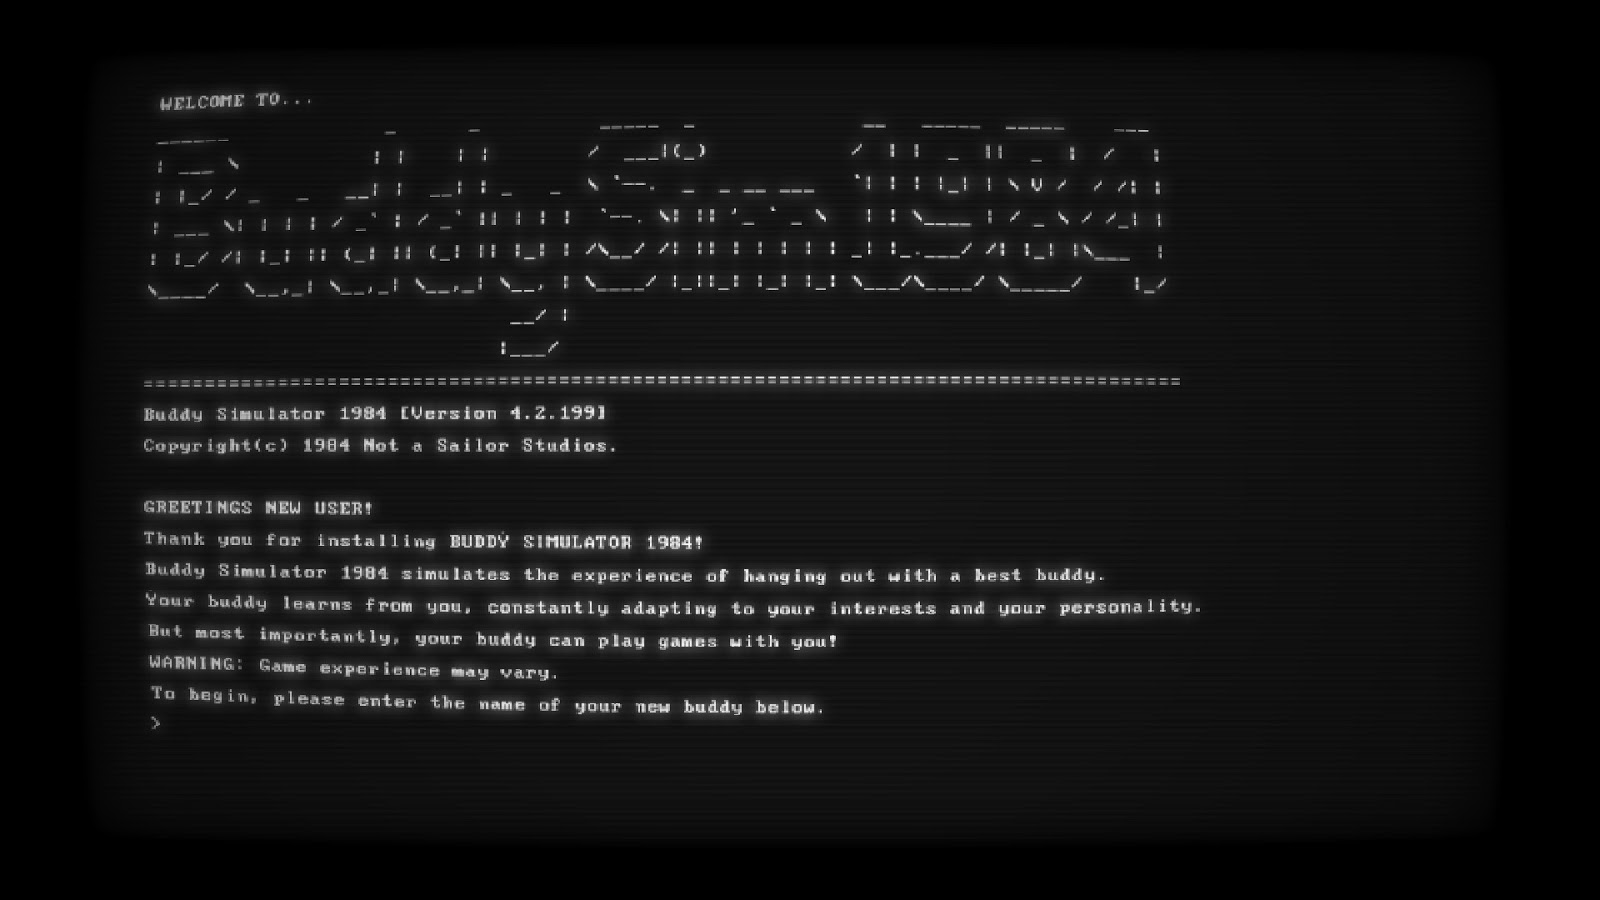 WELCOME TO...
Buddy Sim 1984
Buddy Simulator 1984 [Version 4.2.199]
Copyright(c) 1984 Not a Sailor Studios.
GREETINGS NEW USER!
Thank you for installing BUDDY SIMULATOR 1984!
Buddy Simulator 1984 simulates the experience of hanging out with a best buddy.
Your buddy learns from you, constantly adapting to your interests and your personality.
But most importantly, your buddy can play games with you!
WARNING: Game experience may vary.
To begin, please enter the name of your new buddy below.
>